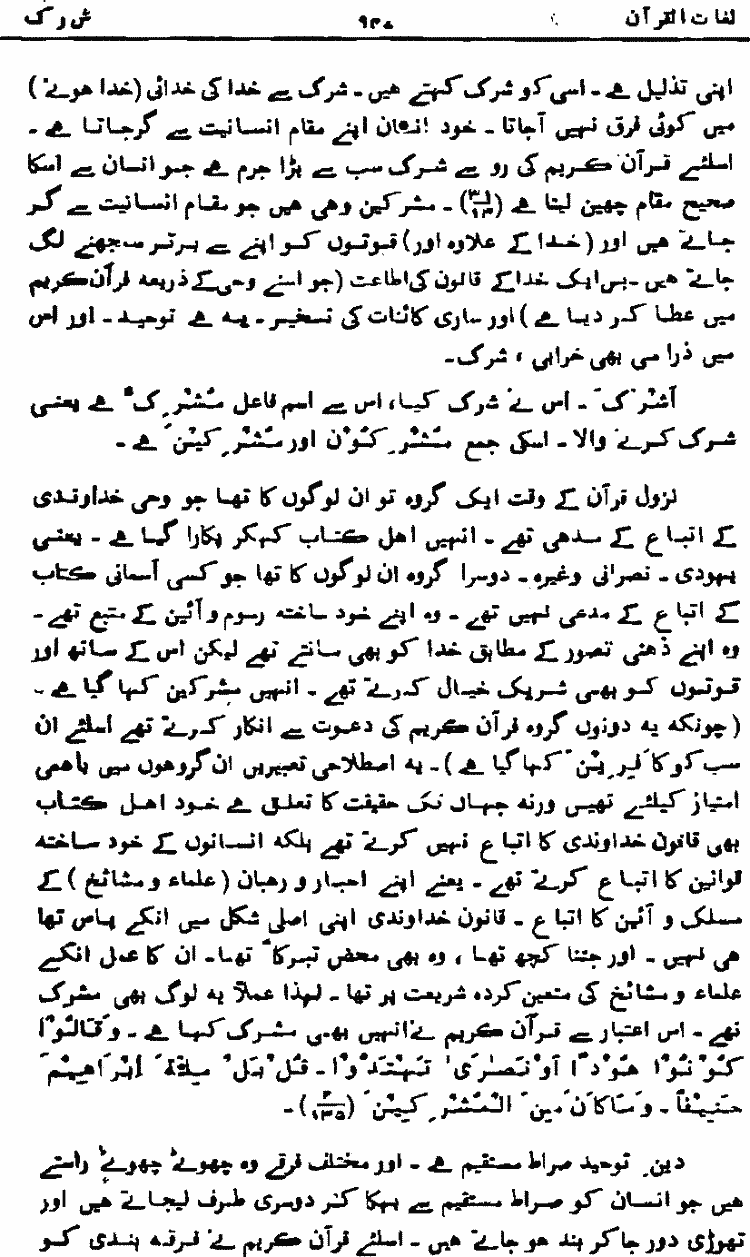 لغات القرآن ۹۴۸ ش ر ک
اپنی تذلیل ہے ۔ اسی کو شرک کہتے ہیں ۔ شرک سے خدا کی خدائی (خدا ہونے)
میں کوئی فرق نہیں آ جاتا ۔ خود انسان اپنے مقام انسانیت سے گرجاتا ہے ۔
اسلئے قرآن کریم کی رو سے شرک سب سے بڑا جرم ہے جو انسان سے اسکا
صحیح مقام چھین لیتا ہے (۳۱/۱۳) ۔ مشرکین وہی ہیں جو مقام انسانیت سے گر
جاتے ہیں اور (خدا کے علاوہ اور) قوتوں کو اپنے سے برتر سمجھنے لگ
جاتے ہیں ۔ بس ایک خدا کے قانون کی اطاعت (جو اسنے وحی کے ذریعہ قرآن کریم
میں عطا کر دیا ہے) اور ساری کائنات کی تسخیر ۔ یہ ہے توحید ۔ اور اس
میں ذرا سی بھی خرابی ، شرک ۔
اَشْرَکَ ۔ اس نے شرک کیا، اس سے اسم فاعل مُشْرِکٌ ہے یعنی
شرک کرنے والا ۔ اسکی جمع مُشْرِکُوْنَ اور مُشْرِکِیْنَ ہے ۔
نزول قرآن کے وقت ایک گروہ تو ان لوگوں کا تھا جو وحی خداوندی
کے اتباع کے مدعی تھے ۔ انہیں اہل کتاب کہکر پکارا گیا ہے ۔ یعنی
یہودی ۔ نصرانی وغیرہ ۔ دوسرا گروہ ان لوگوں کا تھا جو کسی آسمانی کتاب
کے اتباع کے مدعی نہیں تھے ۔ وہ اپنے خود ساختہ رسوم و آئین کے متبع تھے ۔
وہ اپنے ذہنی تصور کے مطابق خدا کو بھی مانتے تھے لیکن اس کے ساتھ اور
قوتوں کو بھی شریک خیال کرتے تھے ۔ انہیں مشرکین کہا گیا ہے ۔
(چونکہ یہ دونوں گروہ قرآن کریم کی دعوت سے انکار کرتے تھے اسلئے ان
سب کو کَافِرِیْنَ کہا گیا ہے) ۔ یہ اصطلاحی تعبیریں ان گروہوں میں باہمی
امتیاز کیلئے تھیں ورنہ جہاں تک حقیقت کا تعلق ہے خود اہل کتاب
بھی قانون خداوندی کا اتباع نہیں کرتے تھے بلکہ انسانوں کے خود ساختہ
قوانین کا اتباع کرتے تھے ۔ یعنے اپنے احبار و رھبان (علماء و مشائخ) کے
مسلک و آئین کا اتباع ۔ قانون خداوندی اپنی اصلی شکل میں انکے پاس تھا
ہی نہیں ۔ اور جتنا کچھ تھا ، وہ بھی محض تبرکاً تھا ۔ ان کا عمل انکے
علماء و مشائخ کی متعین کردہ شریعت پر تھا ۔ لہذا عملاً یہ لوگ بھی مشرک
تھے ۔ اس اعتبار سے قرآن کریم نے انہیں بھی مشرک کہا ہے ۔ وَقَالُوْا
کُوْنُوْا ھُوْدًا اَوْ نَصٰرٰی تَھْتَدُوْا ۔ قُلْ بَلْ مِلَّۃَ اِبْرَاھِیْمَ
حَنِیْفًا ۔ وَمَا کَانَ مِنَ الْمُشْرِکِیْنَ (۲/۱۳۵) ۔
دین توحید صراط مستقیم ہے ۔ اور مختلف فرقے وہ چھوٹے چھوٹے راستے
ہیں جو انسان کو صراط مستقیم سے بہکا کر دوسری طرف لیجاتے ہیں اور
تھوڑی دور جا کر بند ہو جاتے ہیں ۔ اسلئے قرآن کریم نے فرقہ بندی کو